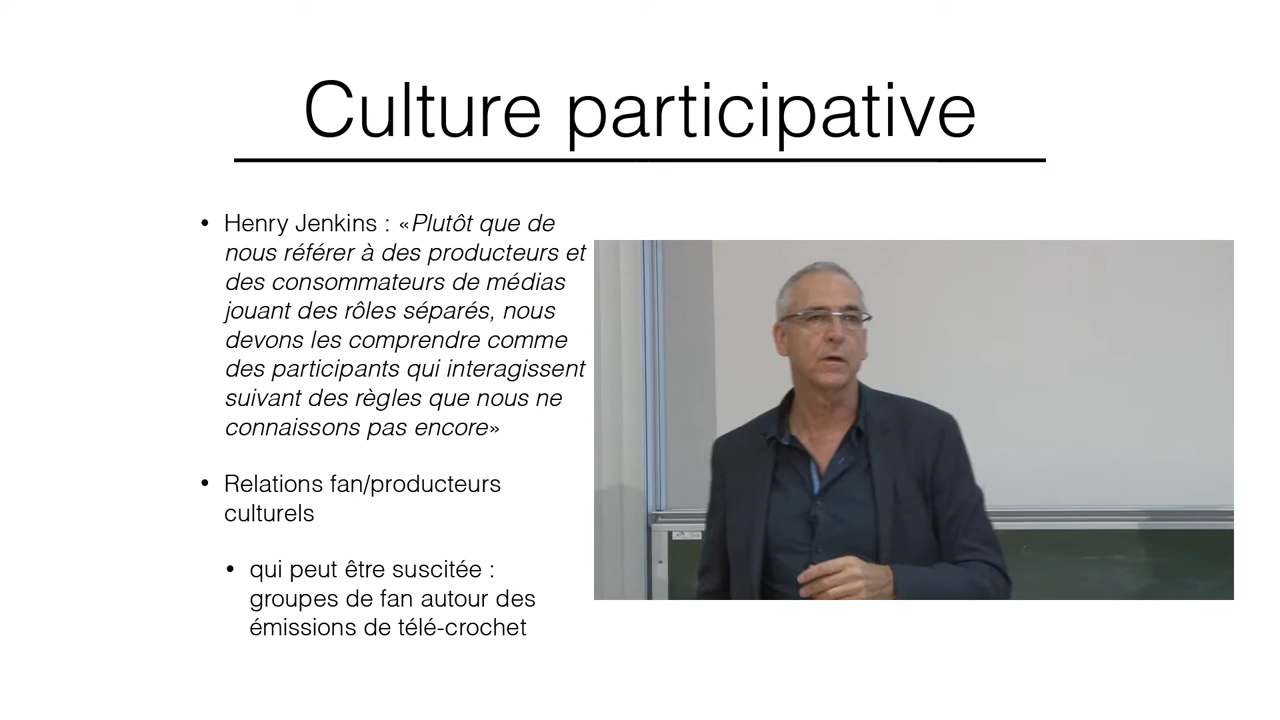 Culture participative
• Henry Jenkins : «Plutôt que de
nous référer à des producteurs et
des consommateurs de médias
jouant des rôles séparés, nous
devons les comprendre comme
des participants qui interagissent
suivant des règles que nous ne
connaissons pas encore»
• Relations fan/producteurs
culturels
• qui peut être suscitée :
groupes de fan autour des
émissions de télé-crochet